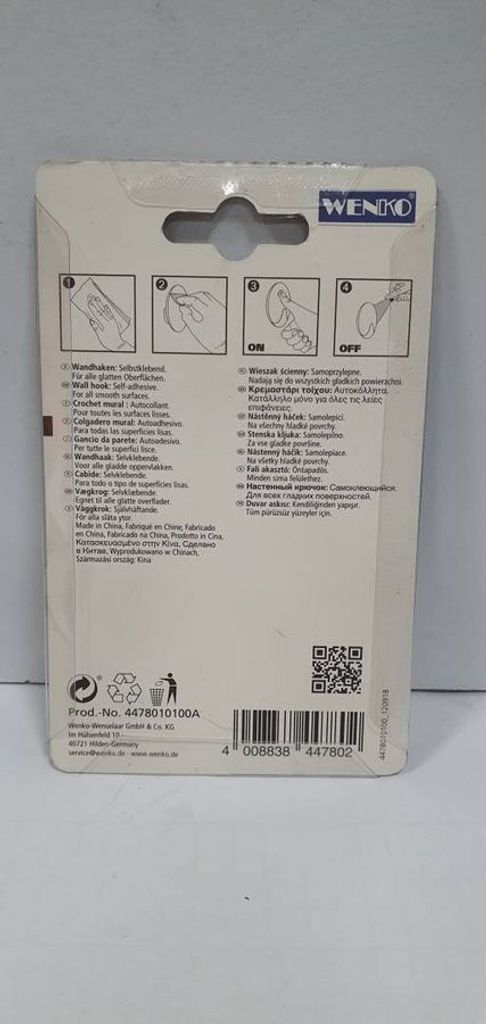 WENKO®
1
2
3
4
ON
OFF
Wandhaken: Selbstklebend.
Für alle glatten Oberflächen.
Wall hook: Self-adhesive.
For all smooth surfaces.
Crochet mural : Autocollant.
Pour toutes les surfaces lisses.
Colgadero mural: Autoadhesivo.
Para todas las superficies lisas.
Gancio da parete: Autoadesivo.
Per tutte le superfici lisce.
Wandhaak: Zelfklevend.
Voor alle gladde oppervlakken.
Cabide: Selvklebende.
Para todo o tipo de superfícies lisas.
Vægkrog: Selvklæbende.
Egnet til alle glatte overflader.
Väggkrok: Självhäftande.
För alla släta ytor.
Made in China, Fabriqué en Chine, Fabricado
en China, Fabricado na China, Prodotto in Cina,
Κατασκευασμένο στην Κίνα, Сделано
в Китае, Wyprodukowano w Chinach,
Származási ország: Kína
Wieszak ścienny: Samoprzylepne.
Nadają się do wszystkich gładkich powierzchni.
Κρεμαστάρι τοίχου: Αυτοκόλλητα.
Κατάλληλο μόνο για όλες τις λείες
επιφάνειες.
Nástěnný háček: Samolepicí.
Na všechny hladké povrchy.
Stenska kljuka: Samolepilno.
Za vse gladke površine.
Nástenný háčik: Samolepiace.
Na všetky hladké povrchy.
Fali akasztó: Öntapadós.
Minden sima felülethez.
Настенный крючок: Самоклеющийся.
Для всех гладких поверхностей.
Duvar askısı: Kendiliğinden yapışır.
Tüm pürüzsüz yüzeyler için.
Prod.-No. 4478010100A
Wenko-Wenselaar GmbH & Co. KG
Im Hülsenfeld 10
40721 Hilden-Germany
service@wenko.de · www.wenko.de
4 008838 447802
4478010100_120918